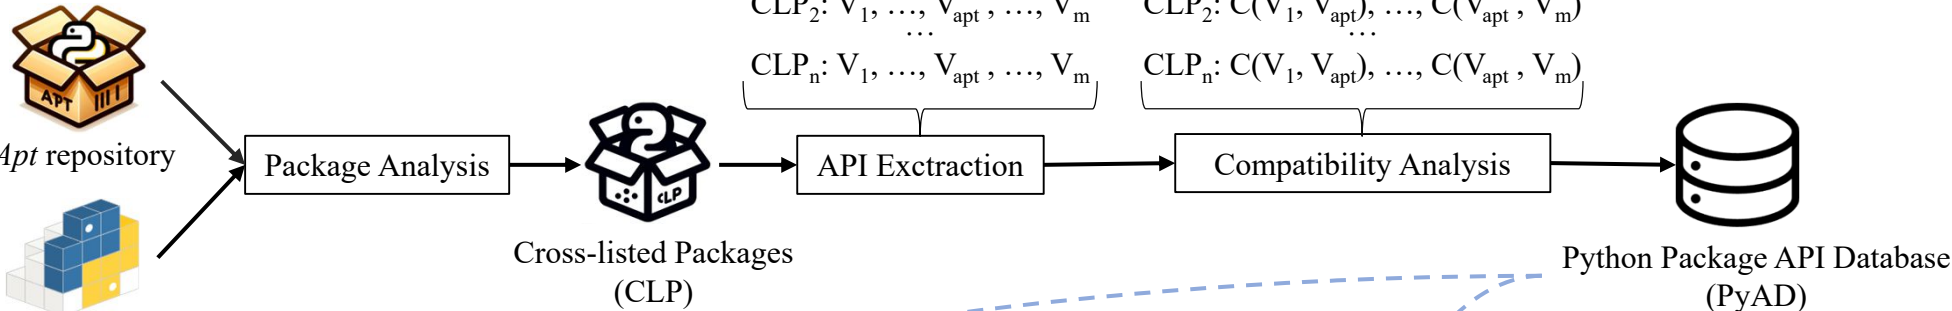 CLP2: V1, …, Vapt , …, Vm
…
CLPn: V1, …, Vapt , …, Vm
CLP2: C(V1, Vapt), …, C(Vapt , Vm)
…
CLPn: C(V1, Vapt), …, C(Vapt , Vm)
APT
Apt repository
Package Analysis
CLP
Cross-listed Packages
(CLP)
API Exctraction
Compatibility Analysis
Python Package API Database
(PyAD)